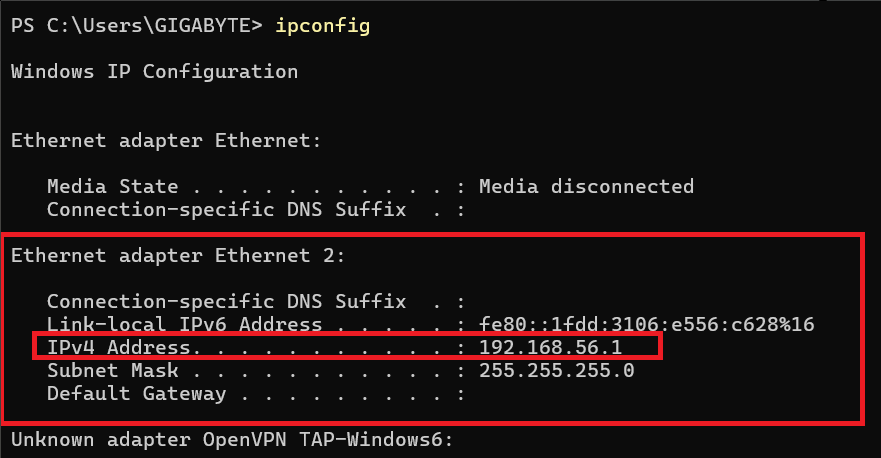 PS C:\Users\GIGABYTE> ipconfig
Windows IP Configuration
Ethernet adapter Ethernet:
Media State . . . . . . . . . . . : Media disconnected
Connection-specific DNS Suffix  . :
Ethernet adapter Ethernet 2:
Connection-specific DNS Suffix  . :
Link-local IPv6 Address . . . . . : fe80::1fdd:3106:e556:c628%16
IPv4 Address. . . . . . . . . . . : 192.168.56.1
Subnet Mask . . . . . . . . . . . : 255.255.255.0
Default Gateway . . . . . . . . . :
Unknown adapter OpenVPN TAP-Windows6: